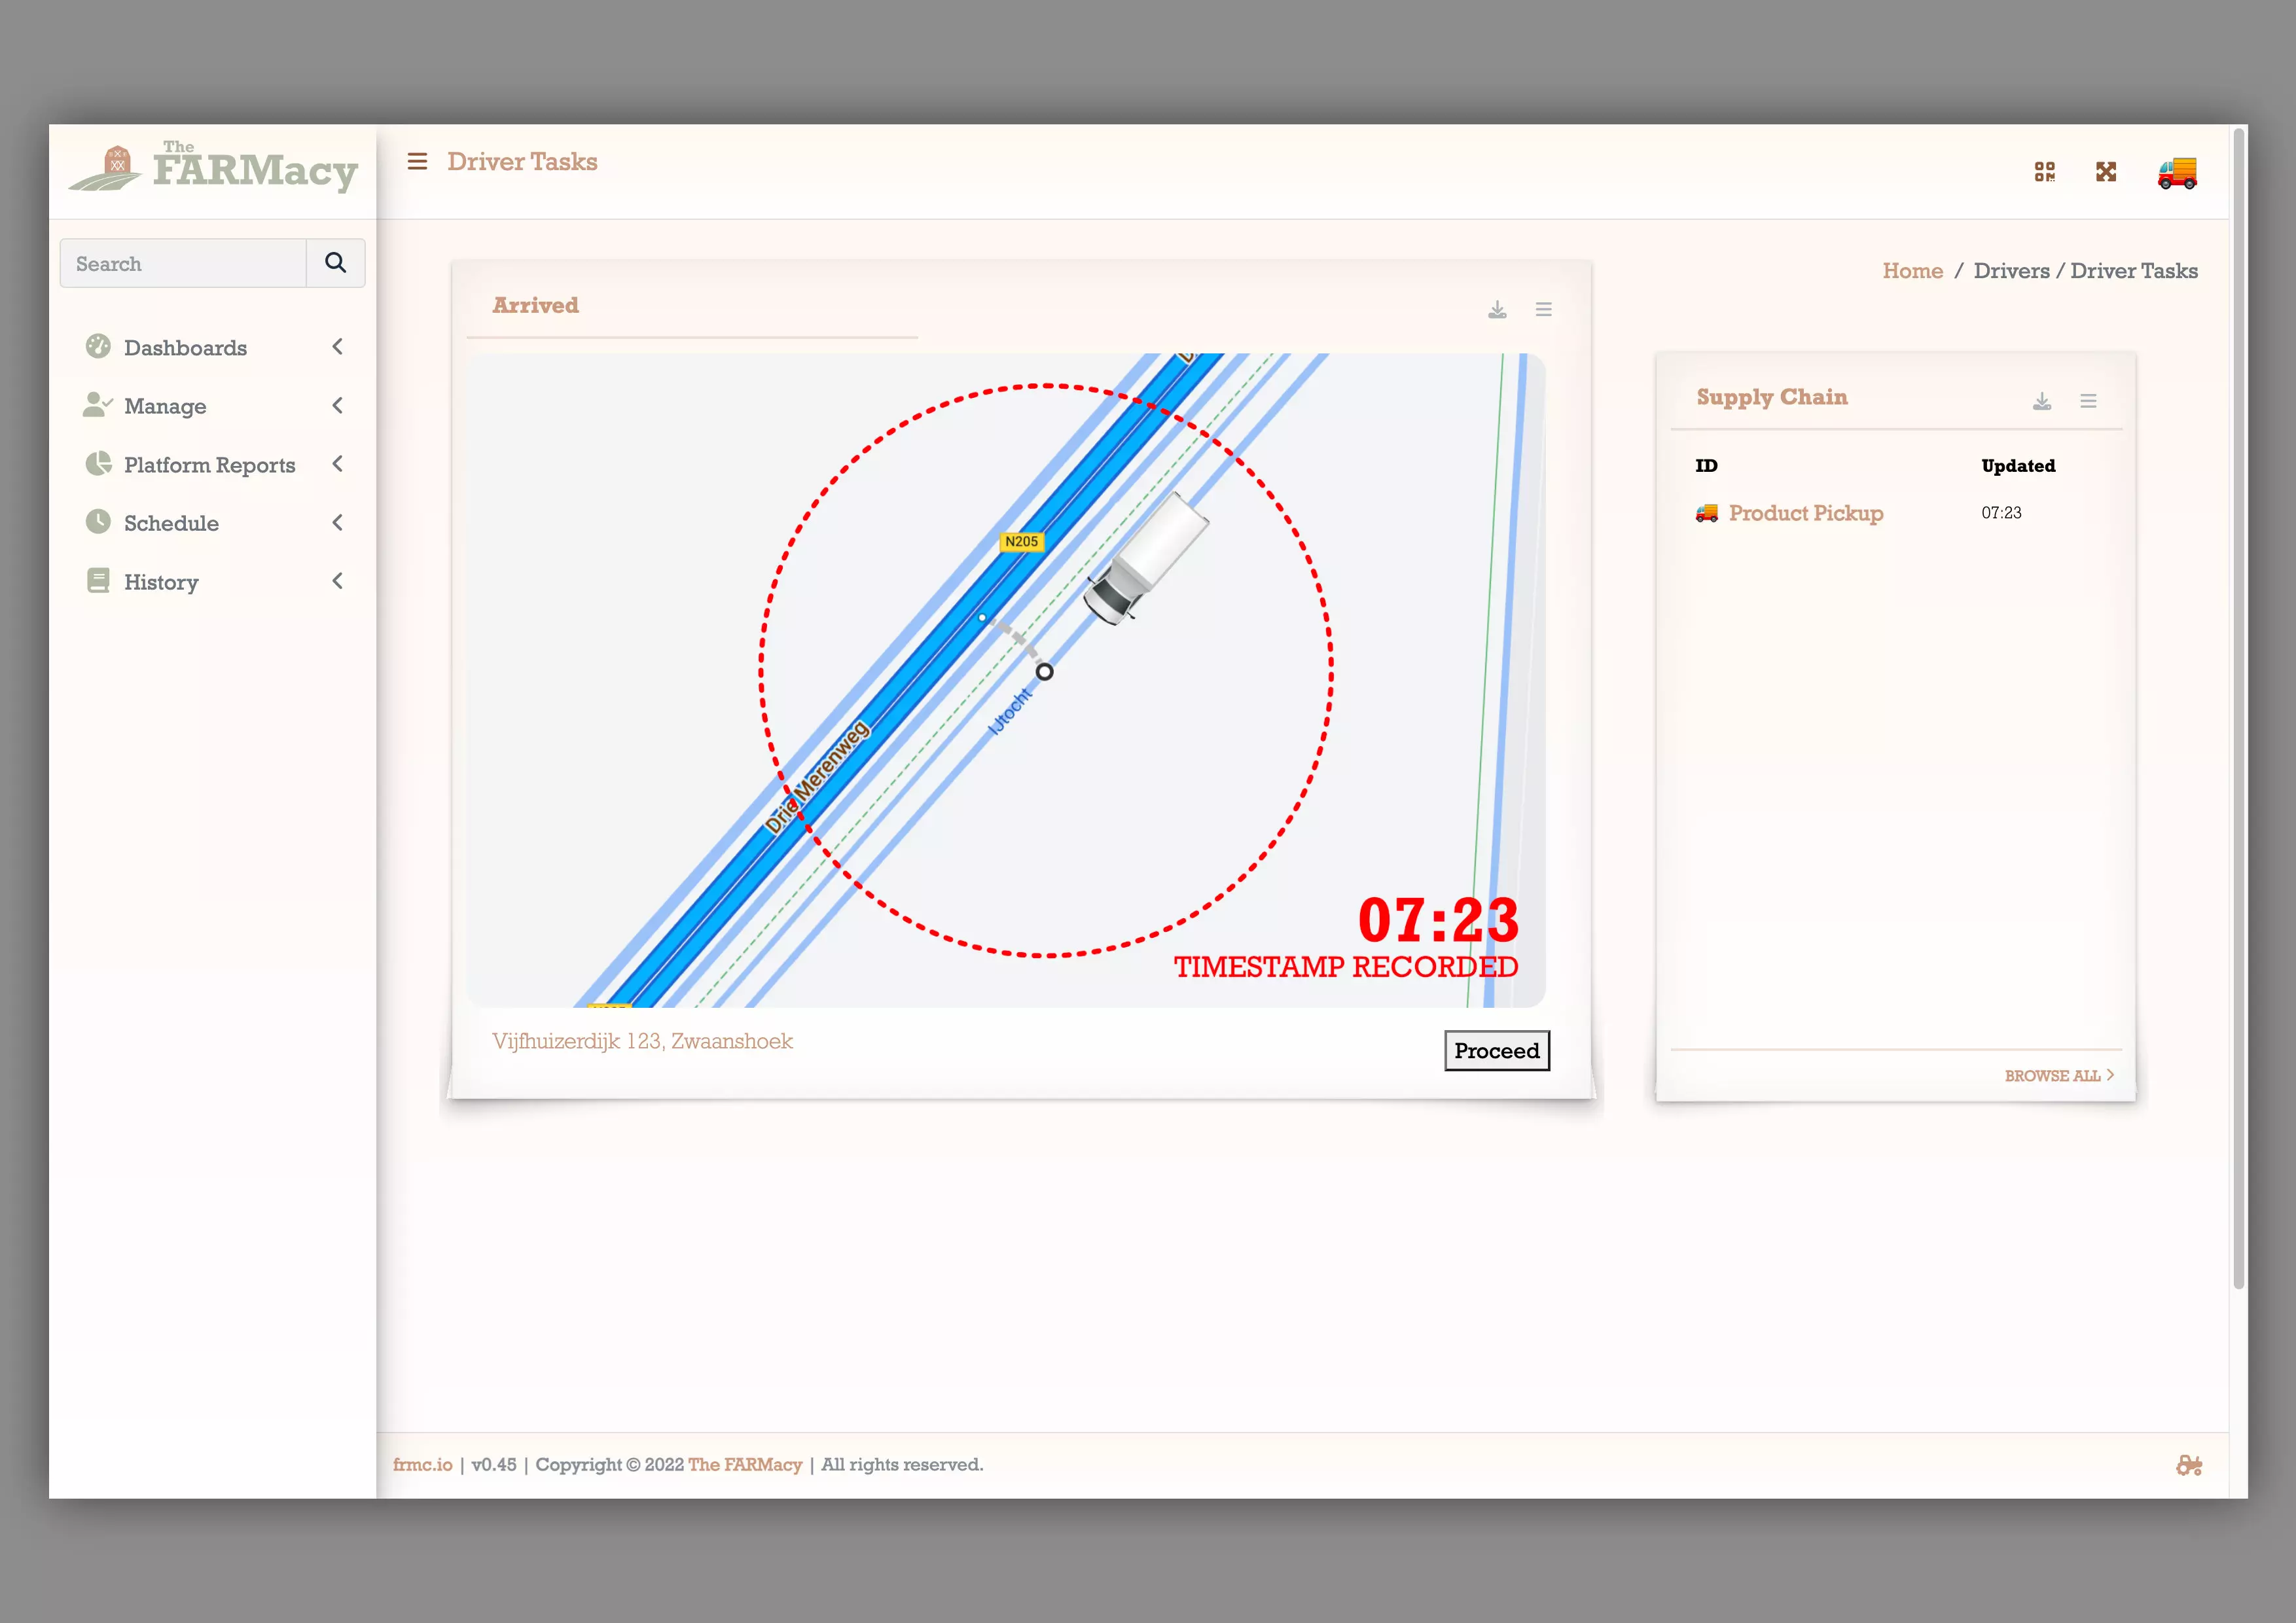 The
FARMacy
Driver Tasks
Search
Dashboards
Manage
Platform Reports
Schedule
History
Home / Drivers / Driver Tasks
Arrived
N205
IJtocht
Drie Merenweg
07:23
TIMESTAMP RECORDED
Vijfhuizerdijk 123, Zwaanshoek
Proceed
Supply Chain
ID Updated
Product Pickup 07:23
BROWSE ALL
frmc.io | v0.45 | Copyright © 2022 The FARMacy | All rights reserved.